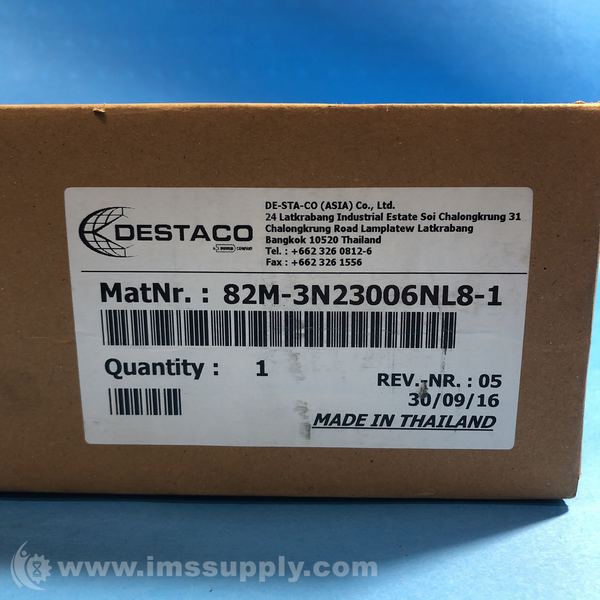 DESTACO
A DOVER COMPANY
DE-STA-CO (ASIA) Co., Ltd.
24 Latkrabang Industrial Estate Soi Chalongkrung 31
Chalongkrung Road Lamplatew Latkrabang
Bangkok 10520 Thailand
Tel. : +662 326 0812-6
Fax : +662 326 1556
MatNr. : 82M-3N23006NL8-1
Quantity : 1
REV.-NR. : 05
30/09/16
MADE IN THAILAND
www.imssupply.com